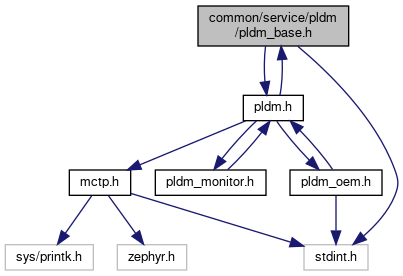 common/service/pldm
/pldm_base.h
pldm.h
mctp.h
pldm_monitor.h
pldm_oem.h
sys/printk.h
zephyr.h
stdint.h